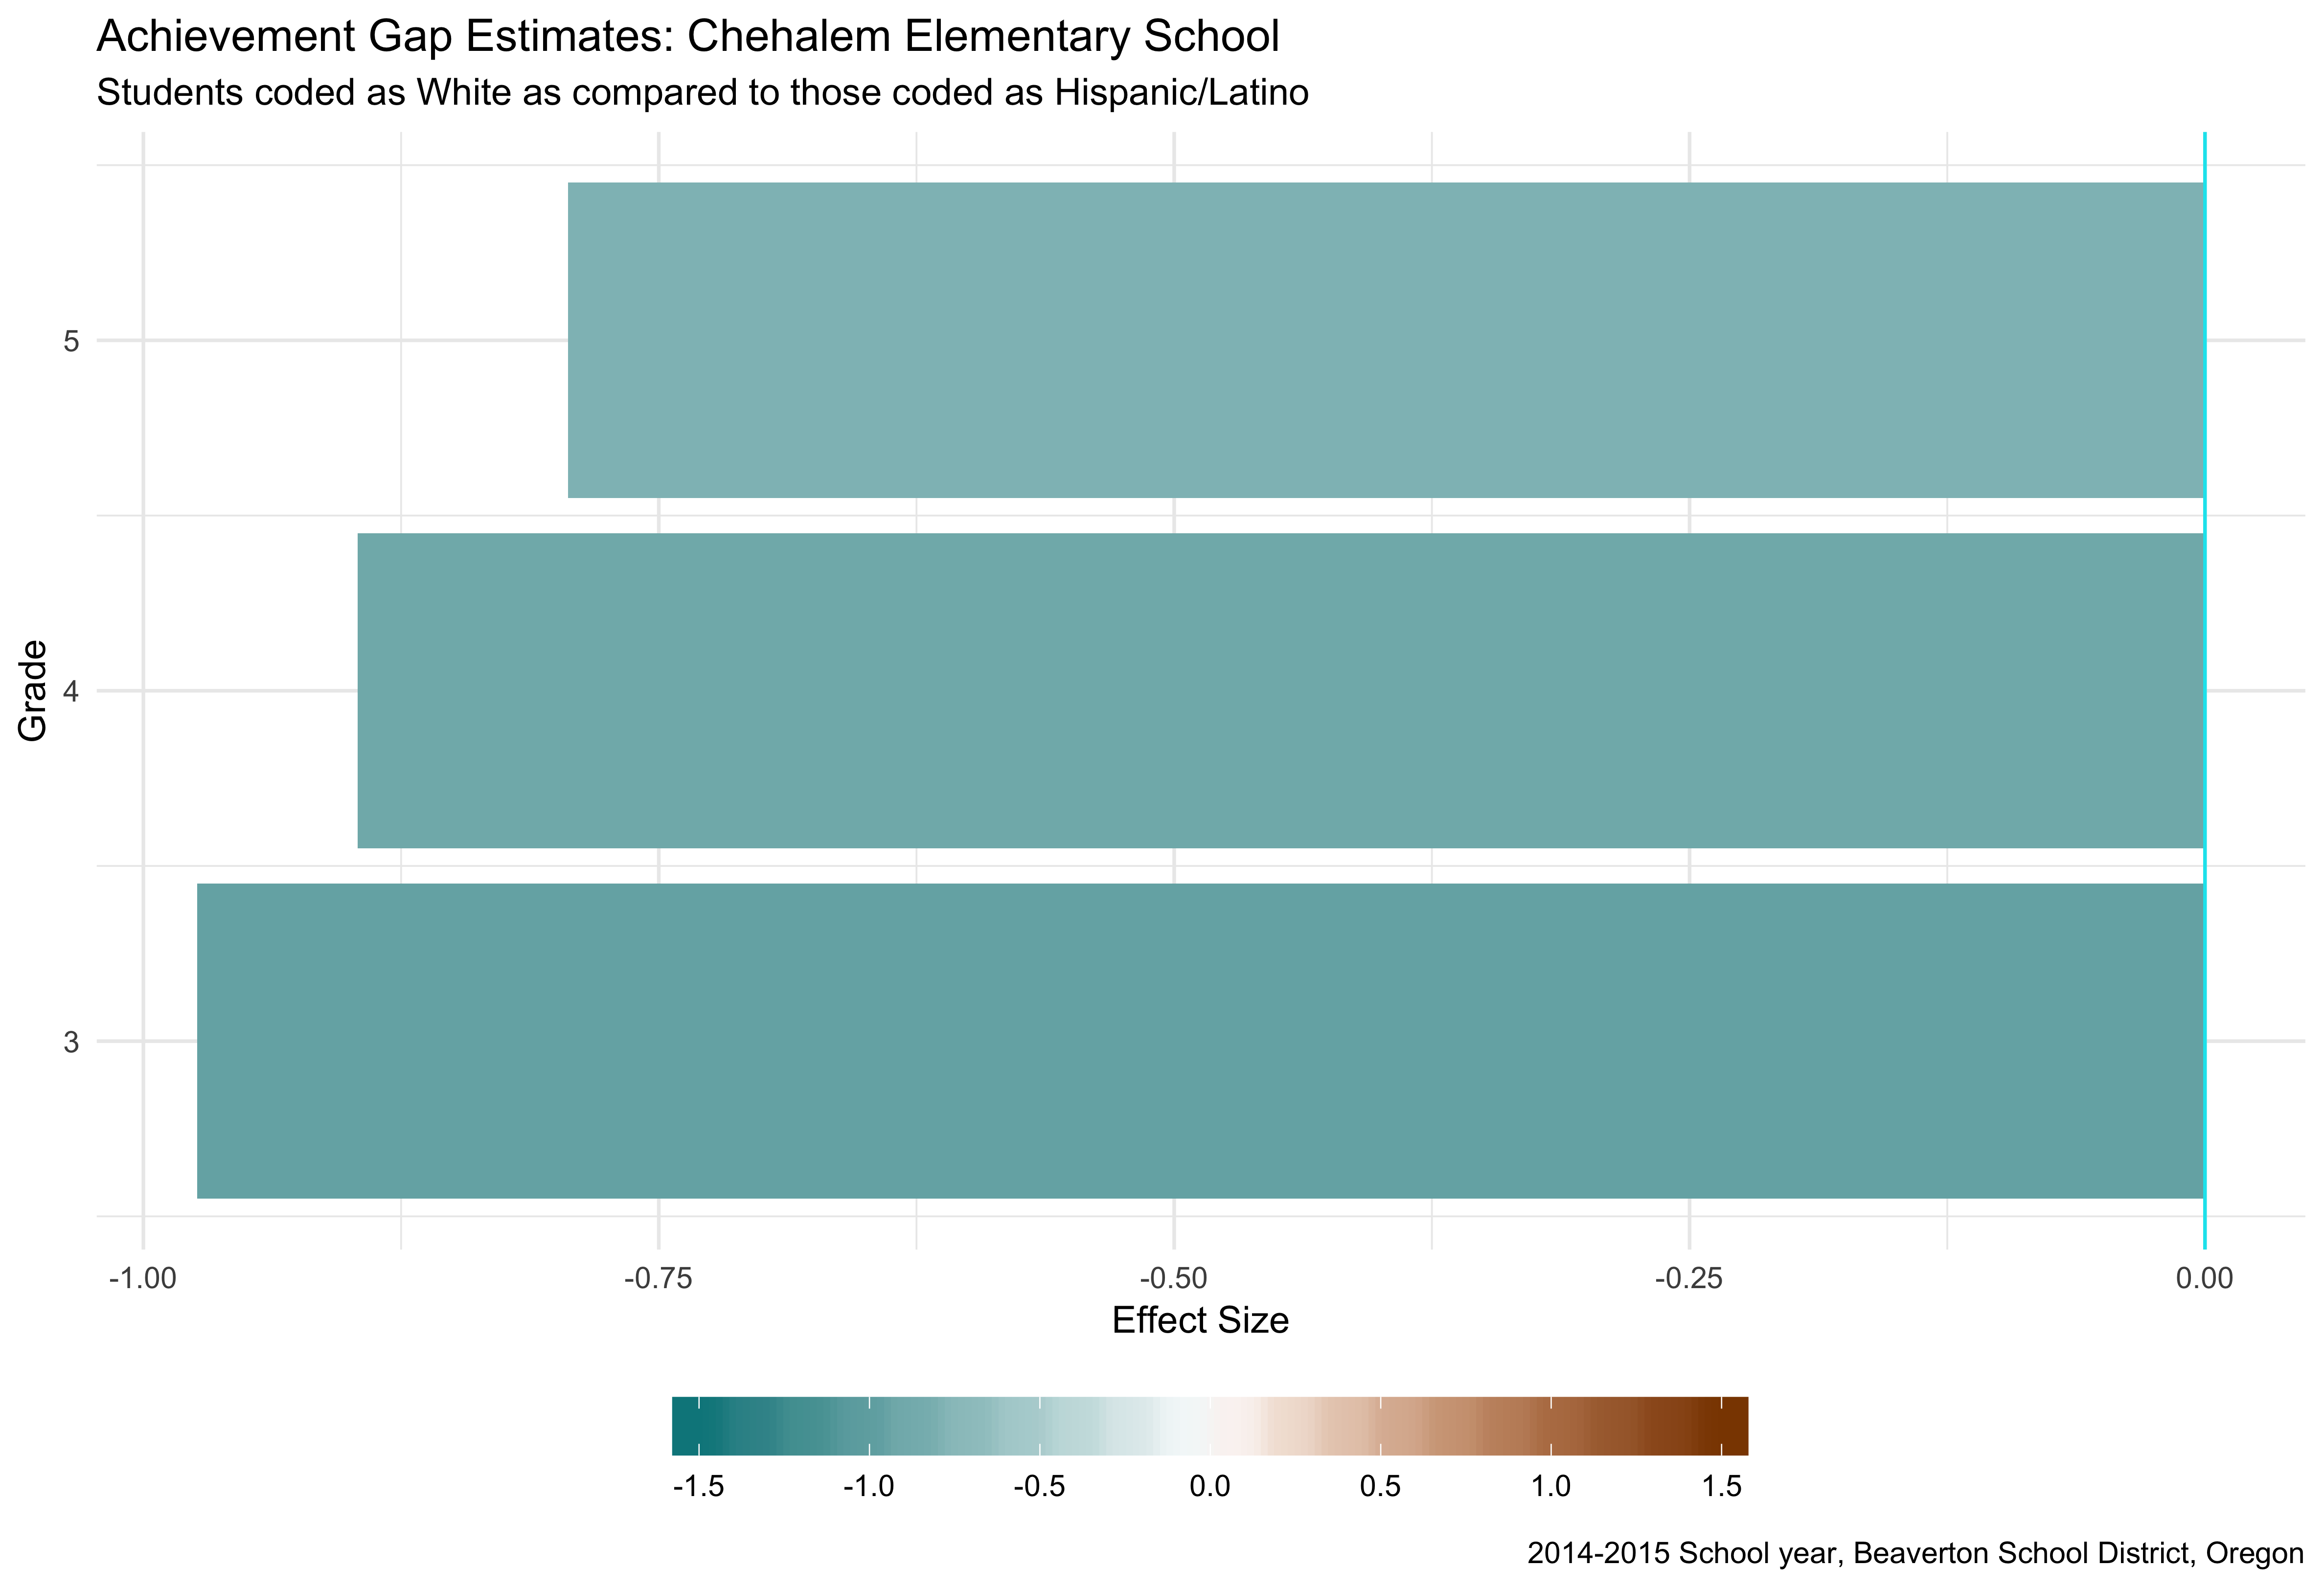 Achievement Gap Estimates: Chehalem Elementary School
Students coded as White as compared to those coded as Hispanic/Latino
5
4
3
Grade
-1.00 -0.75 -0.50 -0.25 0.00
Effect Size
-1.5 -1.0 -0.5 0.0 0.5 1.0 1.5
2014-2015 School year, Beaverton School District, Oregon